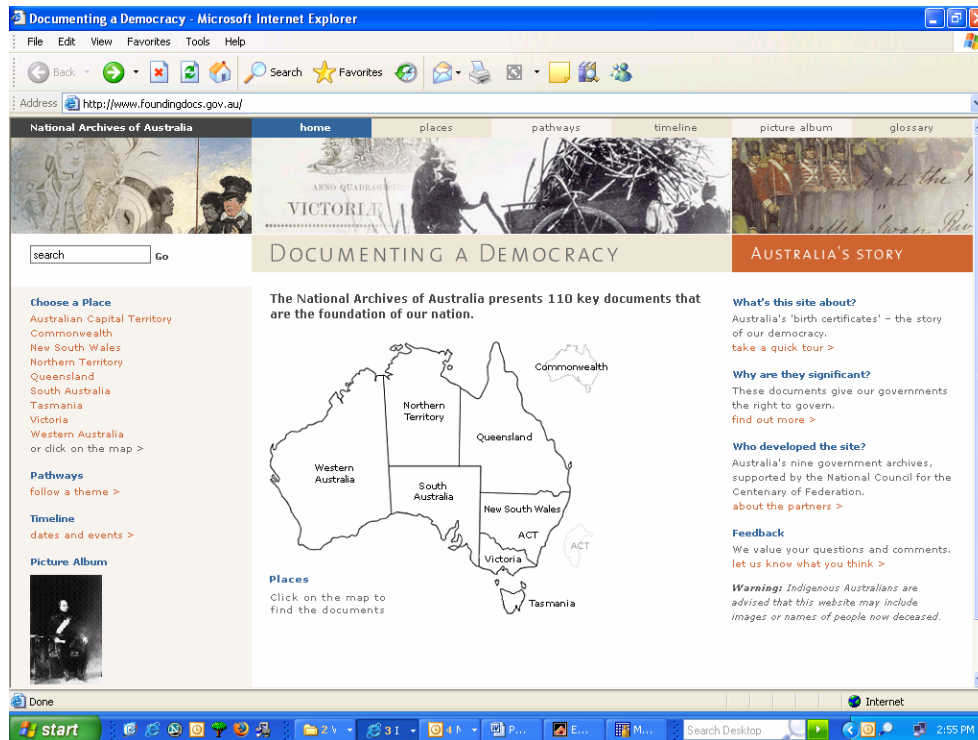 Documenting a Democracy - Microsoft Internet Explorer
File Edit View Favorites Tools Help
Back Search Favorites
Address http://www.foundingdocs.gov.au/
National Archives of Australia home places pathways timeline picture album glossary
ANNO QUADRAG
VICTORIÆ
search Go
DOCUMENTING A DEMOCRACY
AUSTRALIA'S STORY
Choose a Place
Australian Capital Territory
Commonwealth
New South Wales
Northern Territory
Queensland
South Australia
Tasmania
Victoria
Western Australia
or click on the map >
Pathways
follow a theme >
Timeline
dates and events >
Picture Album
The National Archives of Australia presents 110 key documents that
are the foundation of our nation.
Commonwealth
Northern
Territory
Queensland
Western
Australia
South
Australia
New South Wales
ACT
ACT
Victoria
Tasmania
Places
Click on the map to
find the documents
What's this site about?
Australia's 'birth certificates' – the story
of our democracy.
take a quick tour >
Why are they significant?
These documents give our governments
the right to govern.
find out more >
Who developed the site?
Australia's nine government archives,
supported by the National Council for the
Centenary of Federation.
about the partners >
Feedback
We value your questions and comments.
let us know what you think >
Warning: Indigenous Australians are
advised that this website may include
images or names of people now deceased.
Done Internet
start 2 3 I 4 P... E... M... Search Desktop 2:55 PM